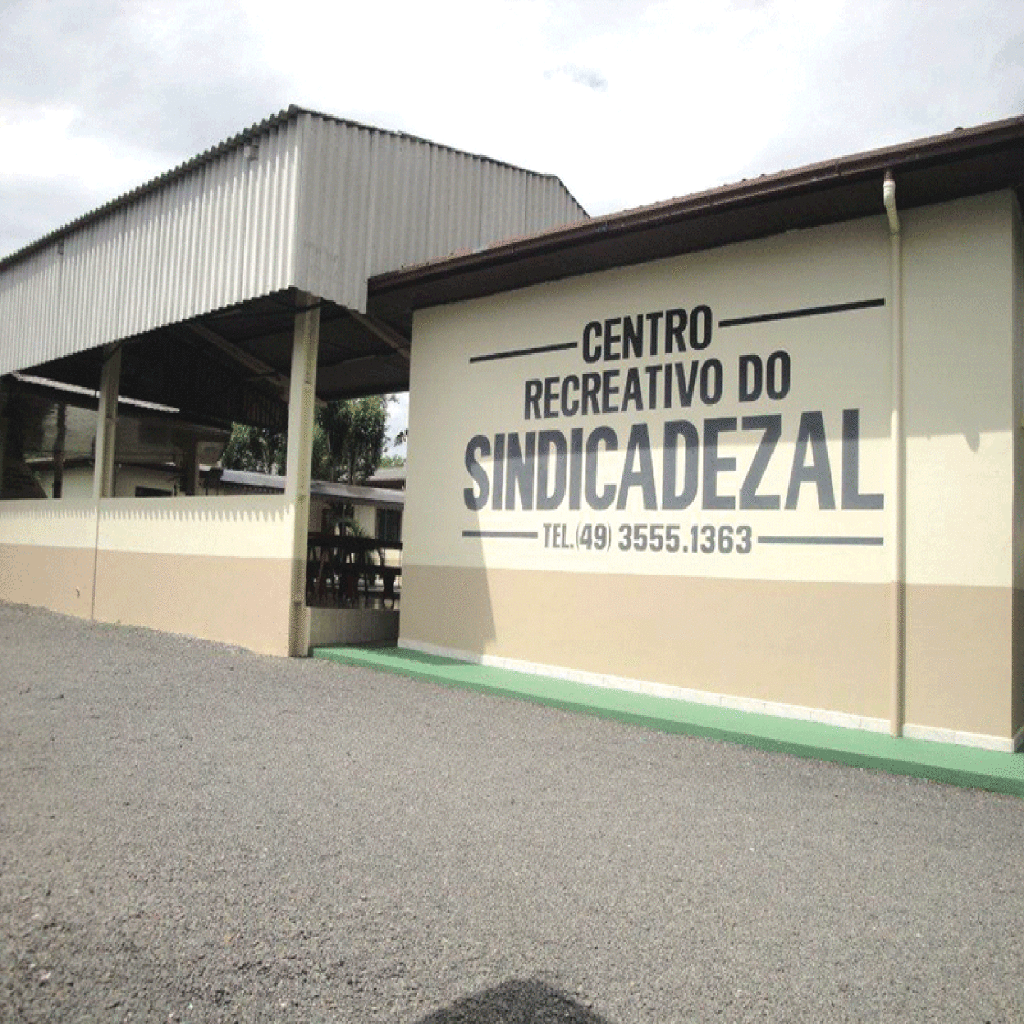 CENTRO
RECREATIVO DO
SINDICADEZAL
TEL.(49) 3555.1363